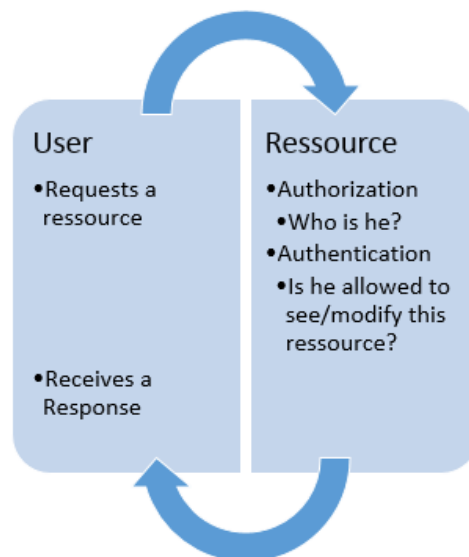 User
•Requests a
ressource
•Receives a
Response
Ressource
•Authorization
•Who is he?
•Authentication
•Is he allowed to
see/modify this
ressource?